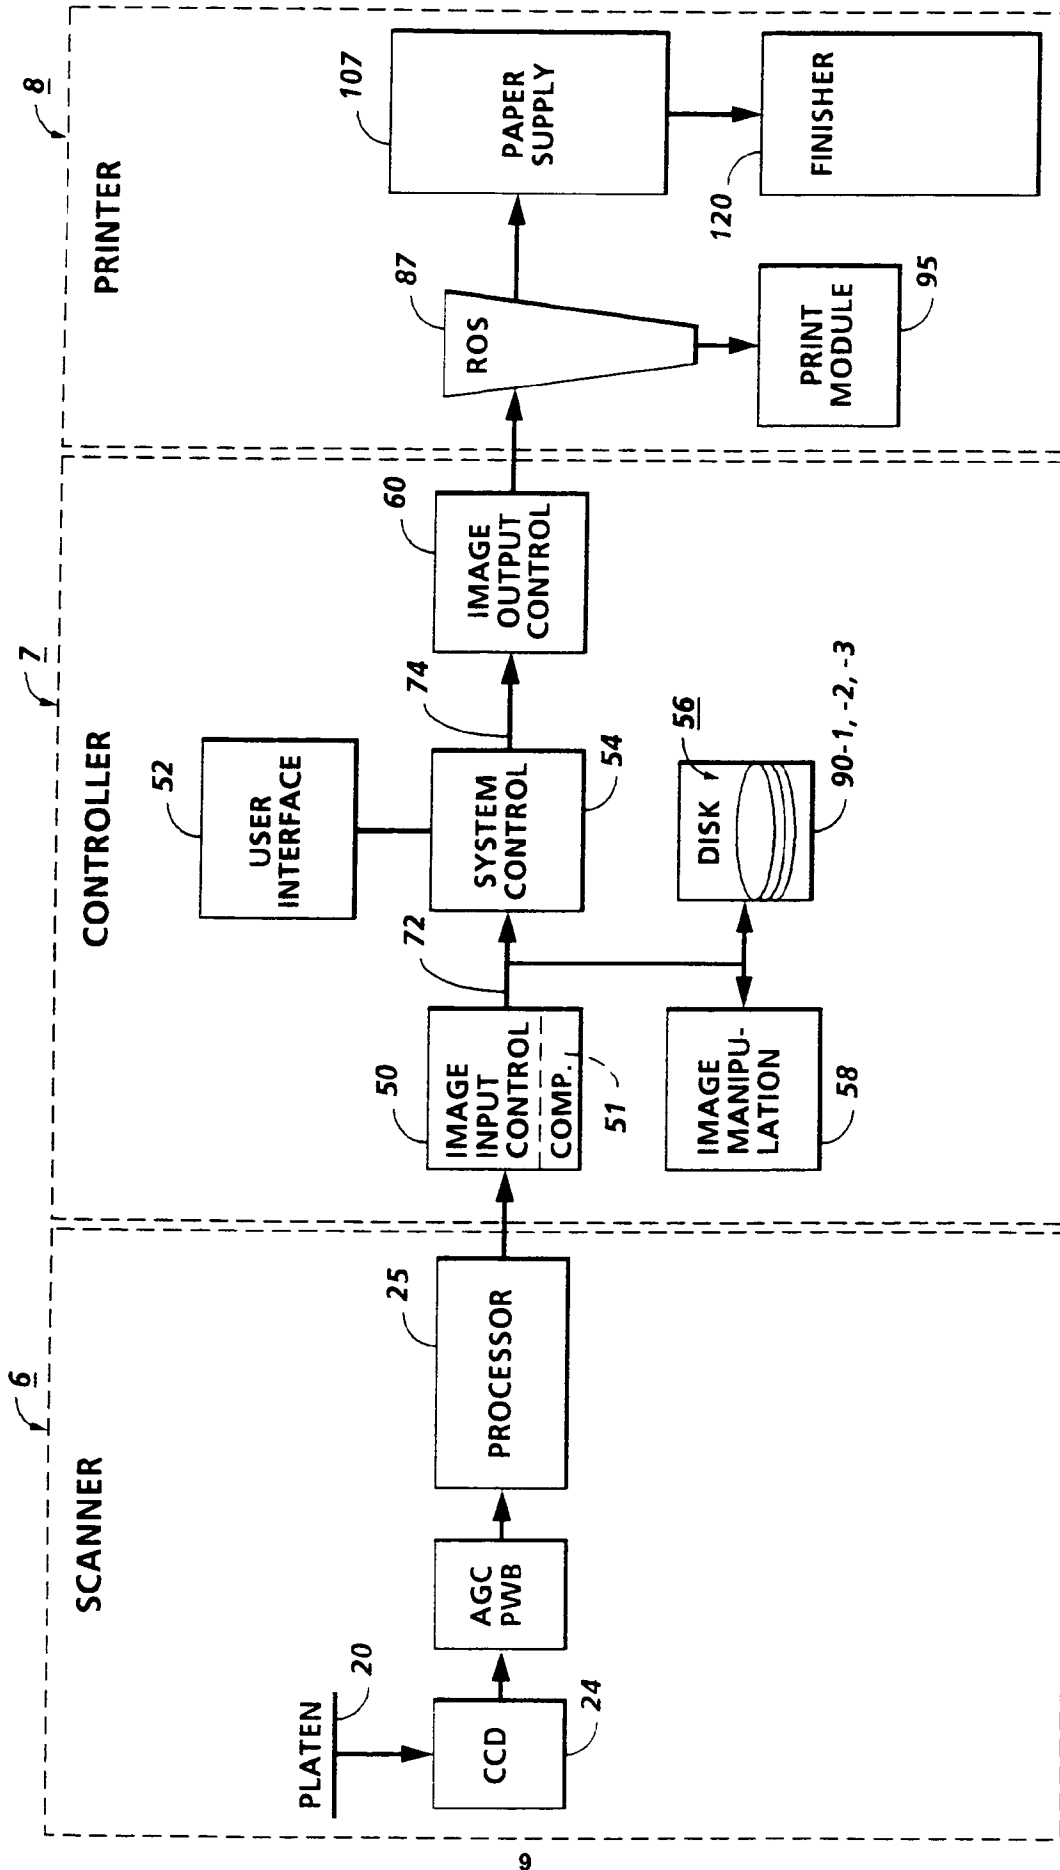 6
SCANNER
PLATEN
20
CCD
24
AGC
PWB
PROCESSOR
25
7
CONTROLLER
IMAGE
INPUT
CONTROL
COMP.
50
51
72
USER
INTERFACE
52
SYSTEM
CONTROL
54
74
IMAGE
OUTPUT
CONTROL
60
IMAGE
MANIPU-
LATION
58
DISK
56
90-1, -2, -3
8
PRINTER
ROS
87
PRINT
MODULE
95
PAPER
SUPPLY
107
FINISHER
120
9